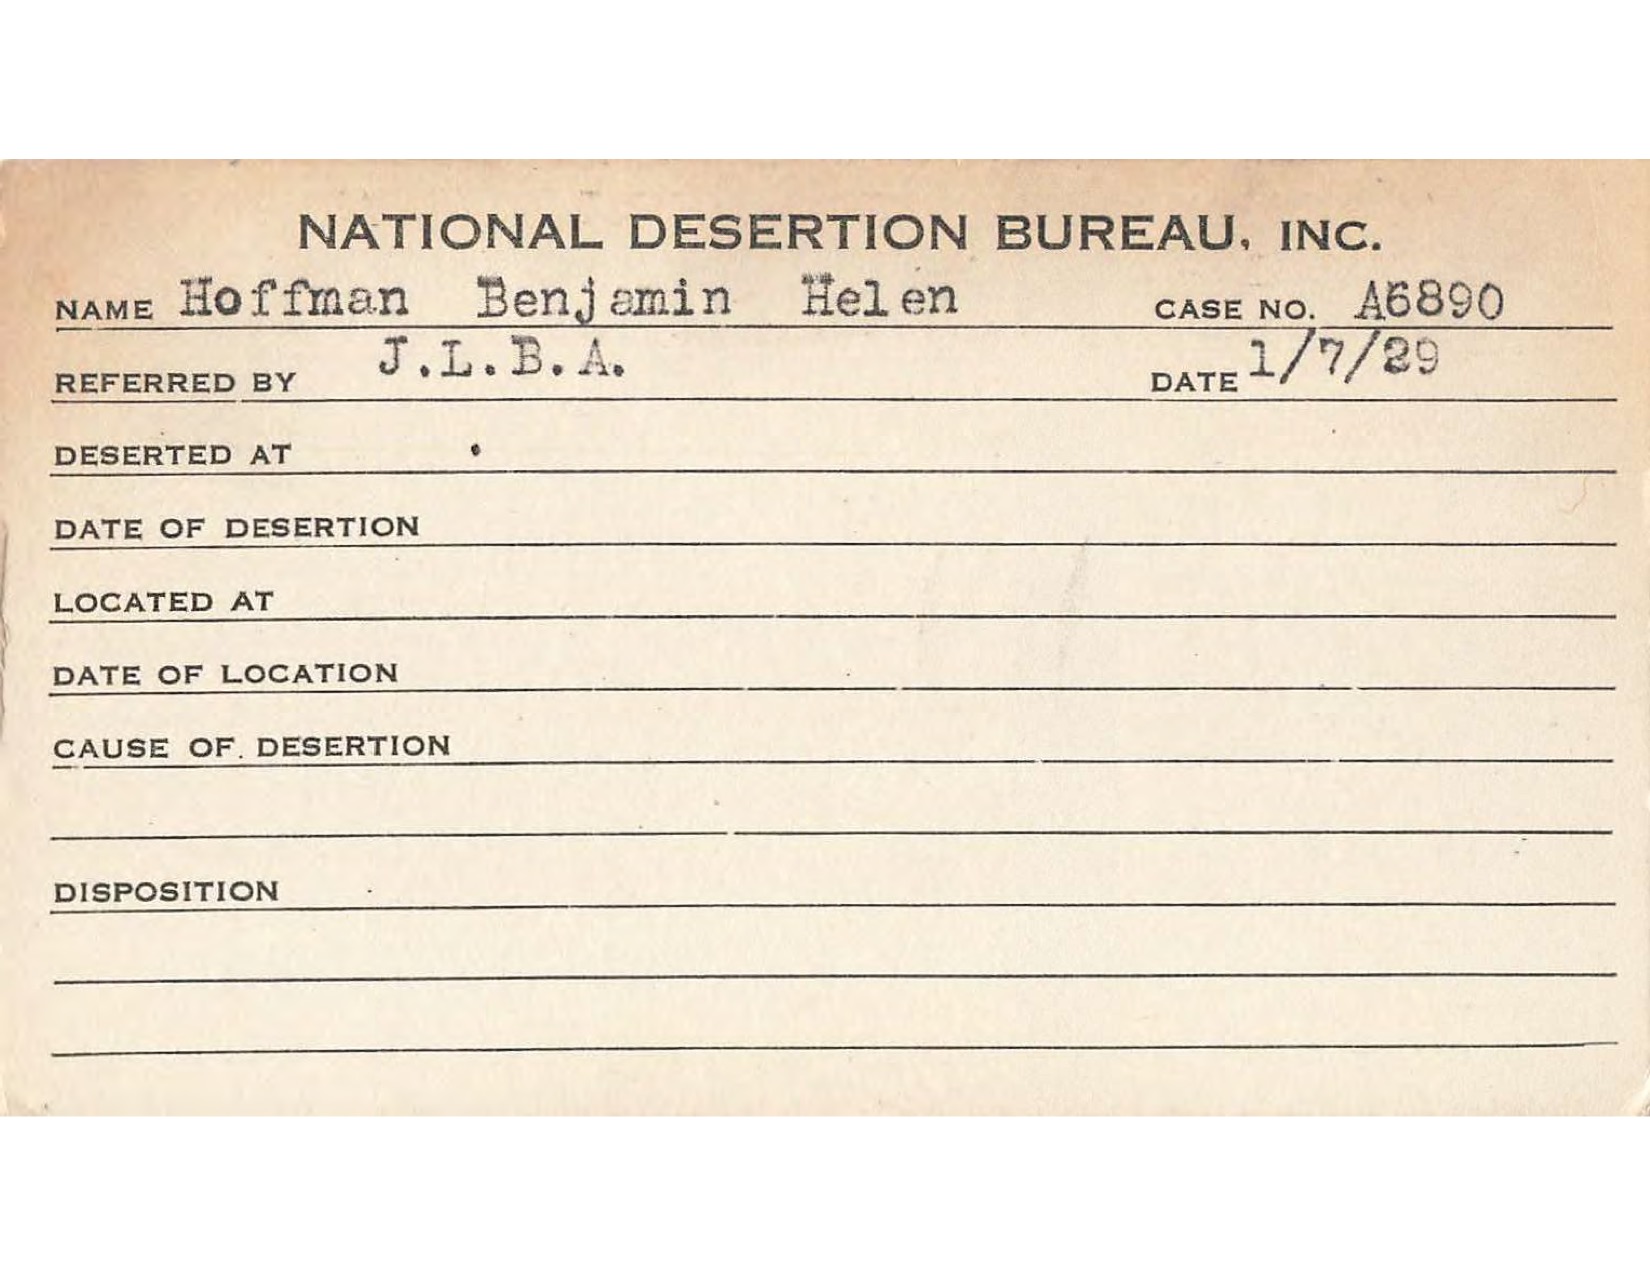 NATIONAL DESERTION BUREAU, INC.
NAME Hoffman Benjamin Helen CASE NO. A6890
REFERRED BY J.L.B.A. DATE 1/7/29
DESERTED AT
DATE OF DESERTION
LOCATED AT
DATE OF LOCATION
CAUSE OF DESERTION
DISPOSITION